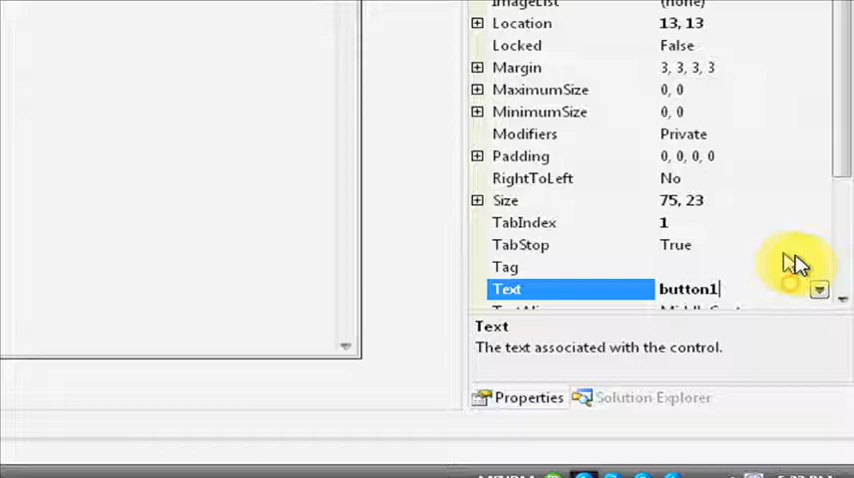 ImageList (none)
Location 13, 13
Locked False
Margin 3, 3, 3, 3
MaximumSize 0, 0
MinimumSize 0, 0
Modifiers Private
Padding 0, 0, 0, 0
RightToLeft No
Size 75, 23
TabIndex 1
TabStop True
Tag
Text button1
Text
The text associated with the control.
Properties Solution Explorer